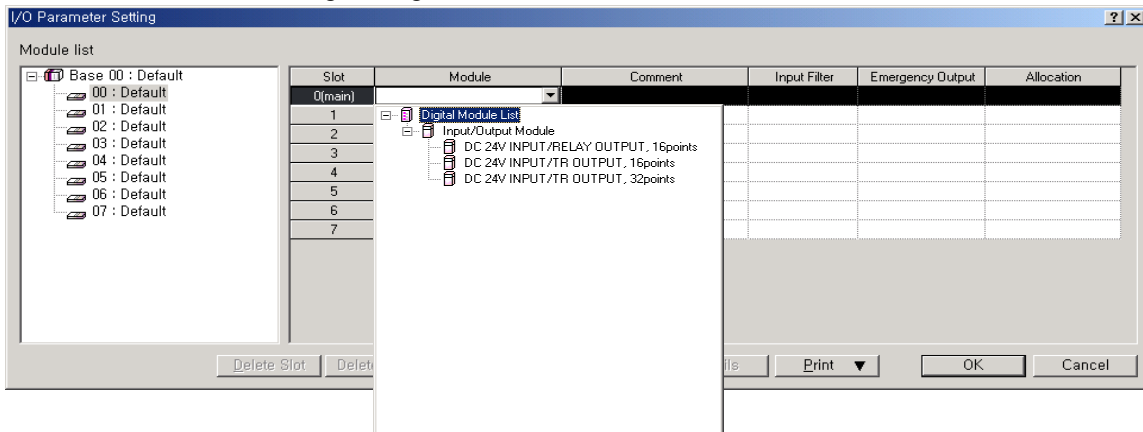 I/O Parameter Setting
Module list
Base 00 : Default
00 : Default
01 : Default
02 : Default
03 : Default
04 : Default
05 : Default
06 : Default
07 : Default
Slot Module Comment Input Filter Emergency Output Allocation
0(main)
1
2
3
4
5
6
7
Digital Module List
Input/Output Module
DC 24V INPUT/RELAY OUTPUT, 16points
DC 24V INPUT/TR OUTPUT, 16points
DC 24V INPUT/TR OUTPUT, 32points
Delete Slot Delet ils Print ▼ OK Cancel